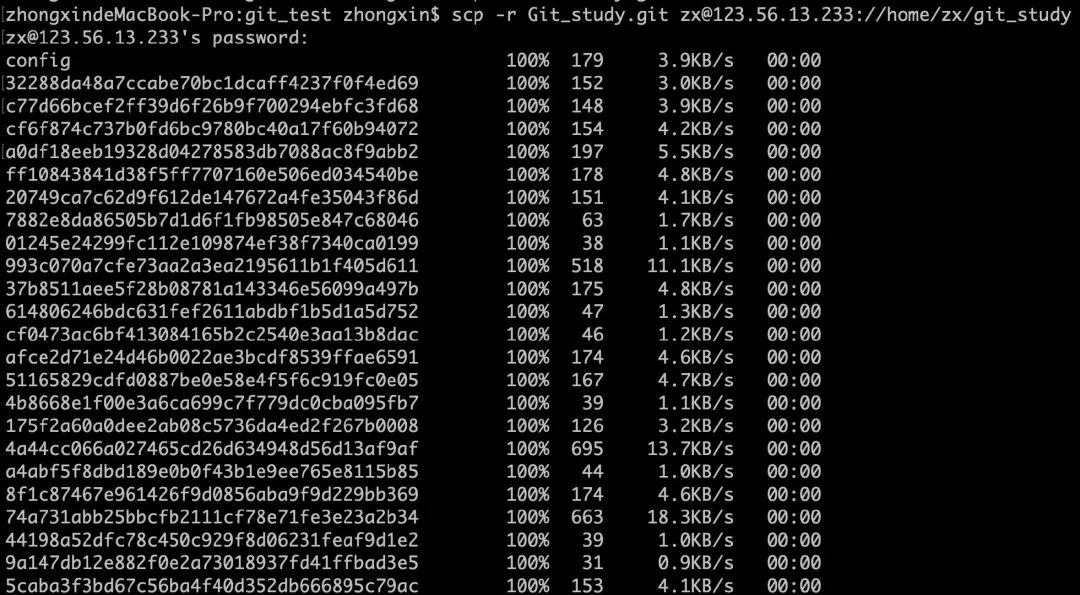 zhongxindeMacBook-Pro:git_test zhongxin$ scp -r Git_study.git zx@123.56.13.233://home/zx/git_study
zx@123.56.13.233's password:
config 100% 179 3.9KB/s 00:00
32288da48a7ccabe70bc1dcaff4237f0f4ed69 100% 152 3.0KB/s 00:00
c77d66bcef2ff39d6f26b9f700294ebfc3fd68 100% 148 3.9KB/s 00:00
cf6f874c737b0fd6bc9780bc40a17f60b94072 100% 154 4.2KB/s 00:00
a0df18eeb19328d04278583db7088ac8f9abb2 100% 197 5.5KB/s 00:00
ff10843841d38f5ff7707160e506ed034540be 100% 178 4.8KB/s 00:00
20749ca7c62d9f612de147672a4fe35043f86d 100% 151 4.1KB/s 00:00
7882e8da86505b7d1d6f1fb98505e847c68046 100% 63 1.7KB/s 00:00
01245e24299fc112e109874ef38f7340ca0199 100% 38 1.1KB/s 00:00
993c070a7cfe73aa2a3ea2195611b1f405d611 100% 518 11.1KB/s 00:00
37b8511aee5f28b08781a143346e56099a497b 100% 175 4.8KB/s 00:00
614806246bdc631fef2611abdbf1b5d1a5d752 100% 47 1.3KB/s 00:00
cf0473ac6bf413084165b2c2540e3aa13b8dac 100% 46 1.2KB/s 00:00
afce2d71e24d46b0022ae3bcdf8539ffae6591 100% 174 4.6KB/s 00:00
51165829cdfd0887be0e58e4f5f6c919fc0e05 100% 167 4.7KB/s 00:00
4b8668e1f00e3a6ca699c7f779dc0cba095fb7 100% 39 1.1KB/s 00:00
175f2a60a0dee2ab08c5736da4ed2f267b0008 100% 126 3.2KB/s 00:00
4a44cc066a027465cd26d634948d56d13af9af 100% 695 13.7KB/s 00:00
a4abf5f8dbd189e0b0f43b1e9ee765e8115b85 100% 44 1.0KB/s 00:00
8f1c87467e961426f9d0856aba9f9d229bb369 100% 174 4.6KB/s 00:00
74a731abb25bbcfb2111cf78e71fe3e23a2b34 100% 663 18.3KB/s 00:00
44198a52dfc78c450c929f8d06231feaf9d1e2 100% 39 1.0KB/s 00:00
9a147db12e882f0e2a73018937fd41ffbad3e5 100% 31 0.9KB/s 00:00
5caba3f3bd67c56ba4f40d352db666895c79ac 100% 153 4.1KB/s 00:00